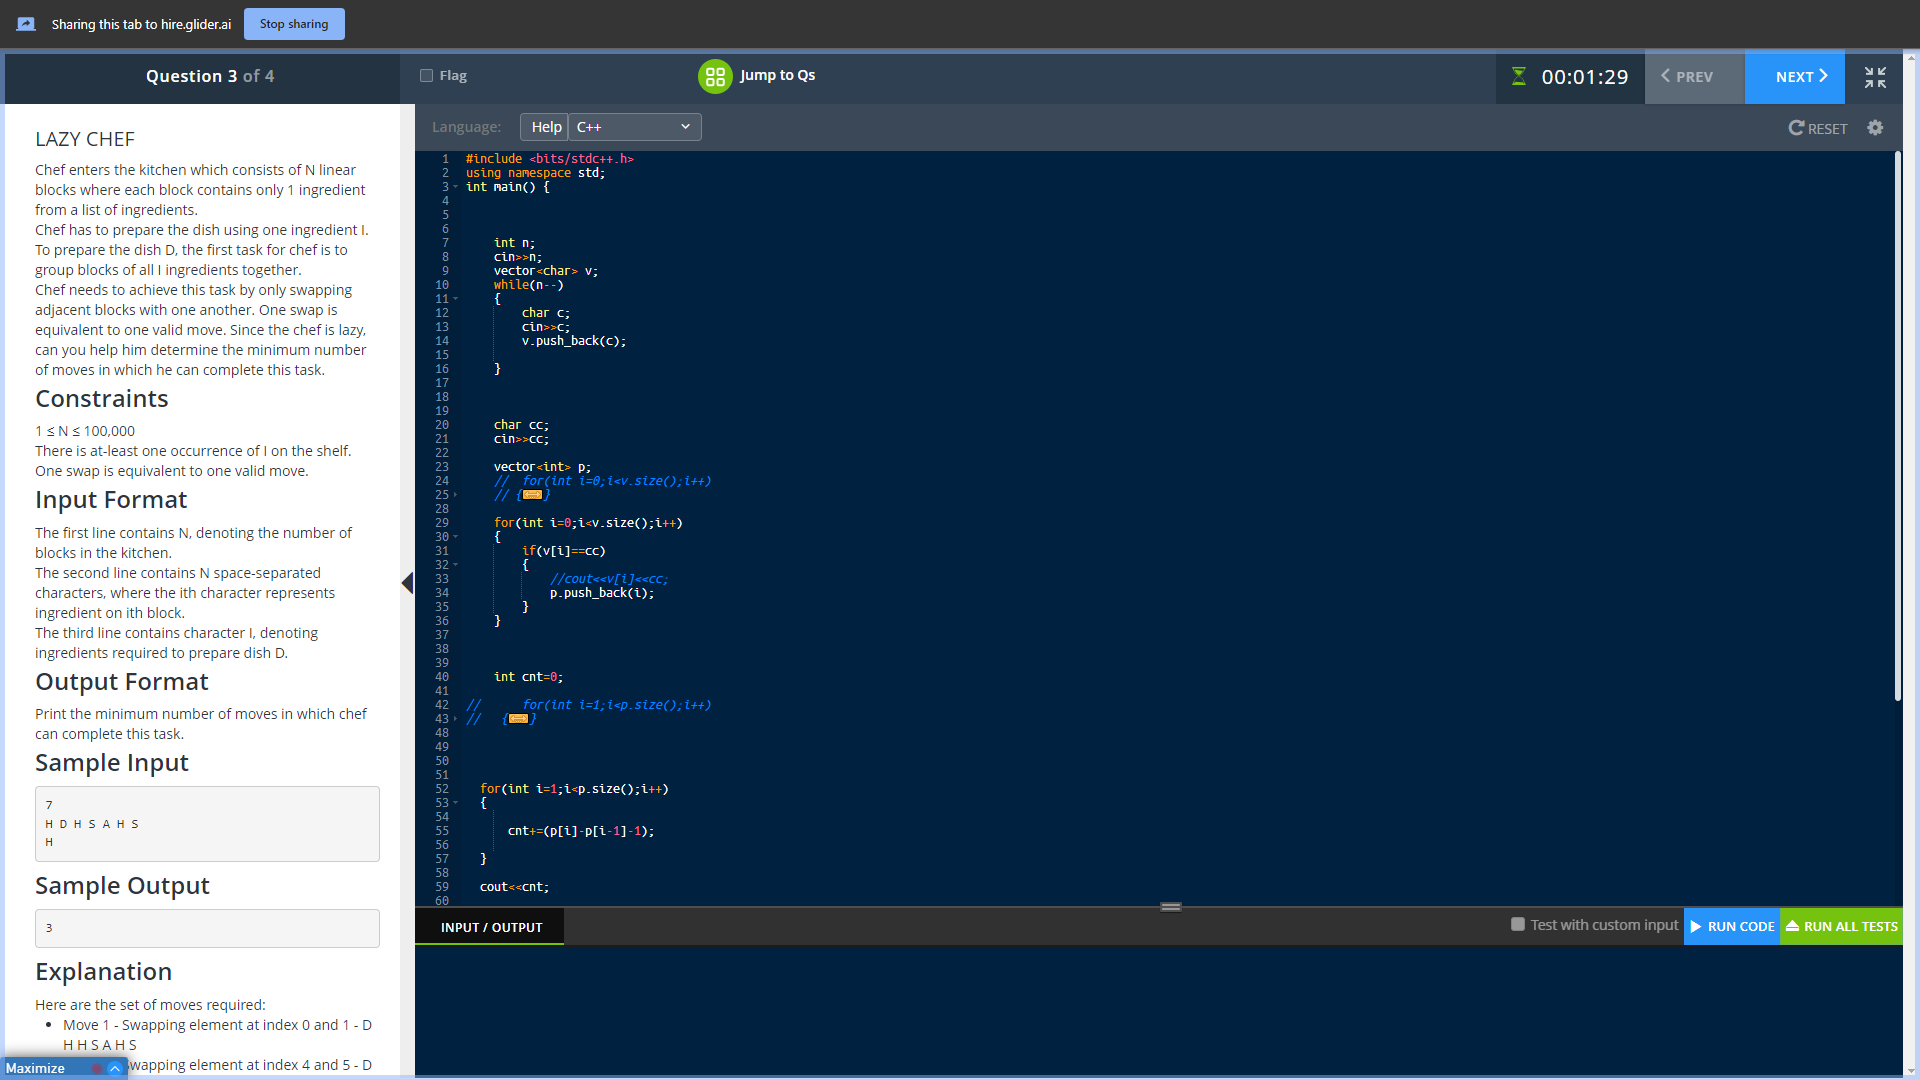 Sharing this tab to hire.glider.ai
Stop sharing
Question 3 of 4
Flag
Jump to Qs
00:01:29
PREV
NEXT
LAZY CHEF
Chef enters the kitchen which consists of N linear
blocks where each block contains only 1 ingredient
from a list of ingredients.
Chef has to prepare the dish using one ingredient I.
To prepare the dish D, the first task for chef is to
group blocks of all I ingredients together.
Chef needs to achieve this task by only swapping
adjacent blocks with one another. One swap is
equivalent to one valid move. Since the chef is lazy,
can you help him determine the minimum number
of moves in which he can complete this task.
Constraints
1 ≤ N ≤ 100,000
There is at-least one occurrence of I on the shelf.
One swap is equivalent to one valid move.
Input Format
The first line contains N, denoting the number of
blocks in the kitchen.
The second line contains N space-separated
characters, where the ith character represents
ingredient on ith block.
The third line contains character I, denoting
ingredients required to prepare dish D.
Output Format
Print the minimum number of moves in which chef
can complete this task.
Sample Input
7
H D H S A H S
H
Sample Output
3
Explanation
Here are the set of moves required:
• Move 1 - Swapping element at index 0 and 1 - D
H H S A H S
wapping element at index 4 and 5 - D
Maximize
Language:
Help
C++
RESET
1 #include <bits/stdc++.h>
2 using namespace std;
3 int main() {
4
5
6
7 int n;
8 cin>>n;
9 vector<char> v;
10 while(n--)
11 {
12 char c;
13 cin>>c;
14 v.push_back(c);
15
16 }
17
18
19
20 char cc;
21 cin>>cc;
22
23 vector<int> p;
24 // for(int i=0;i<v.size();i++)
25 // {}
28
29 for(int i=0;i<v.size();i++)
30 {
31 if(v[i]==cc)
32 {
33 //cout<<v[i]<<cc;
34 p.push_back(i);
35 }
36 }
37
38
39
40 int cnt=0;
41
42 // for(int i=1;i<p.size();i++)
43 // {}
48
49
50
51
52 for(int i=1;i<p.size();i++)
53 {
54
55 cnt+=(p[i]-p[i-1]-1);
56
57 }
58
59 cout<<cnt;
60
INPUT / OUTPUT
Test with custom input
RUN CODE
RUN ALL TESTS